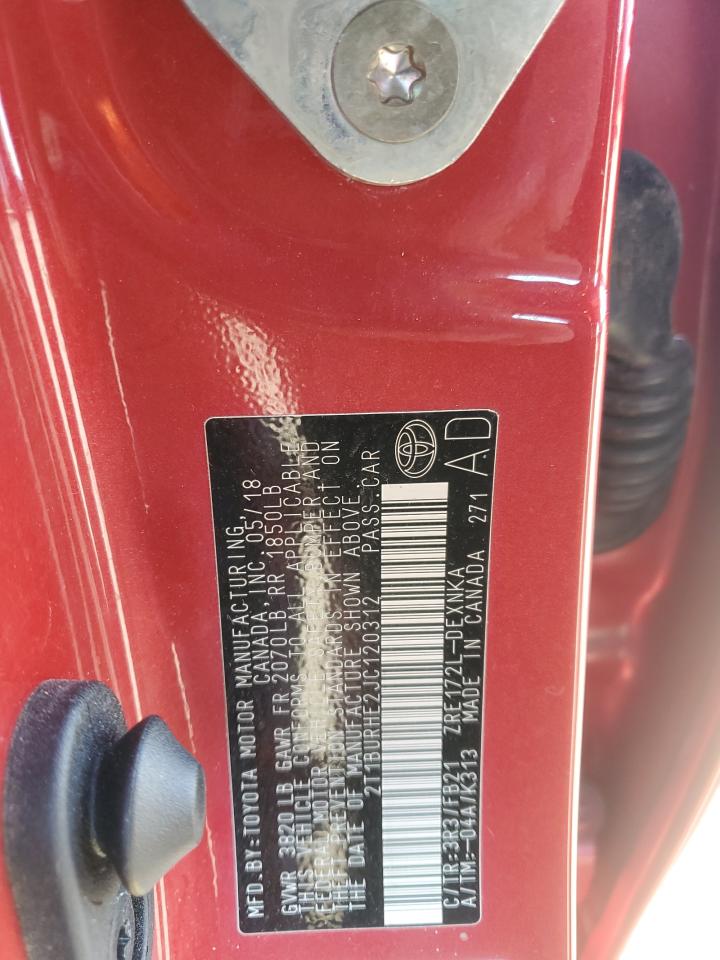 MFD.BY:TOYOTA MOTOR MANUFACTURING
CANADA,INC. 05/18
GVWR 3820LB GAWR FR 2070LB RR 1850LB
THIS VEHICLE CONFORMS TO ALL APPLICABLE
FEDERAL MOTOR VEHICLE SAFETY, BUMPER, AND
THEFT PREVENTION STANDARDS IN EFFECT ON
THE DATE OF MANUFACTURE SHOWN ABOVE.
2T1BURHE2JC120312 PASS.CAR
C/TR:3R3/FB21 ZRE172L-DEXNKA
A/TM:-04A/K313 MADE IN CANADA 271
AD